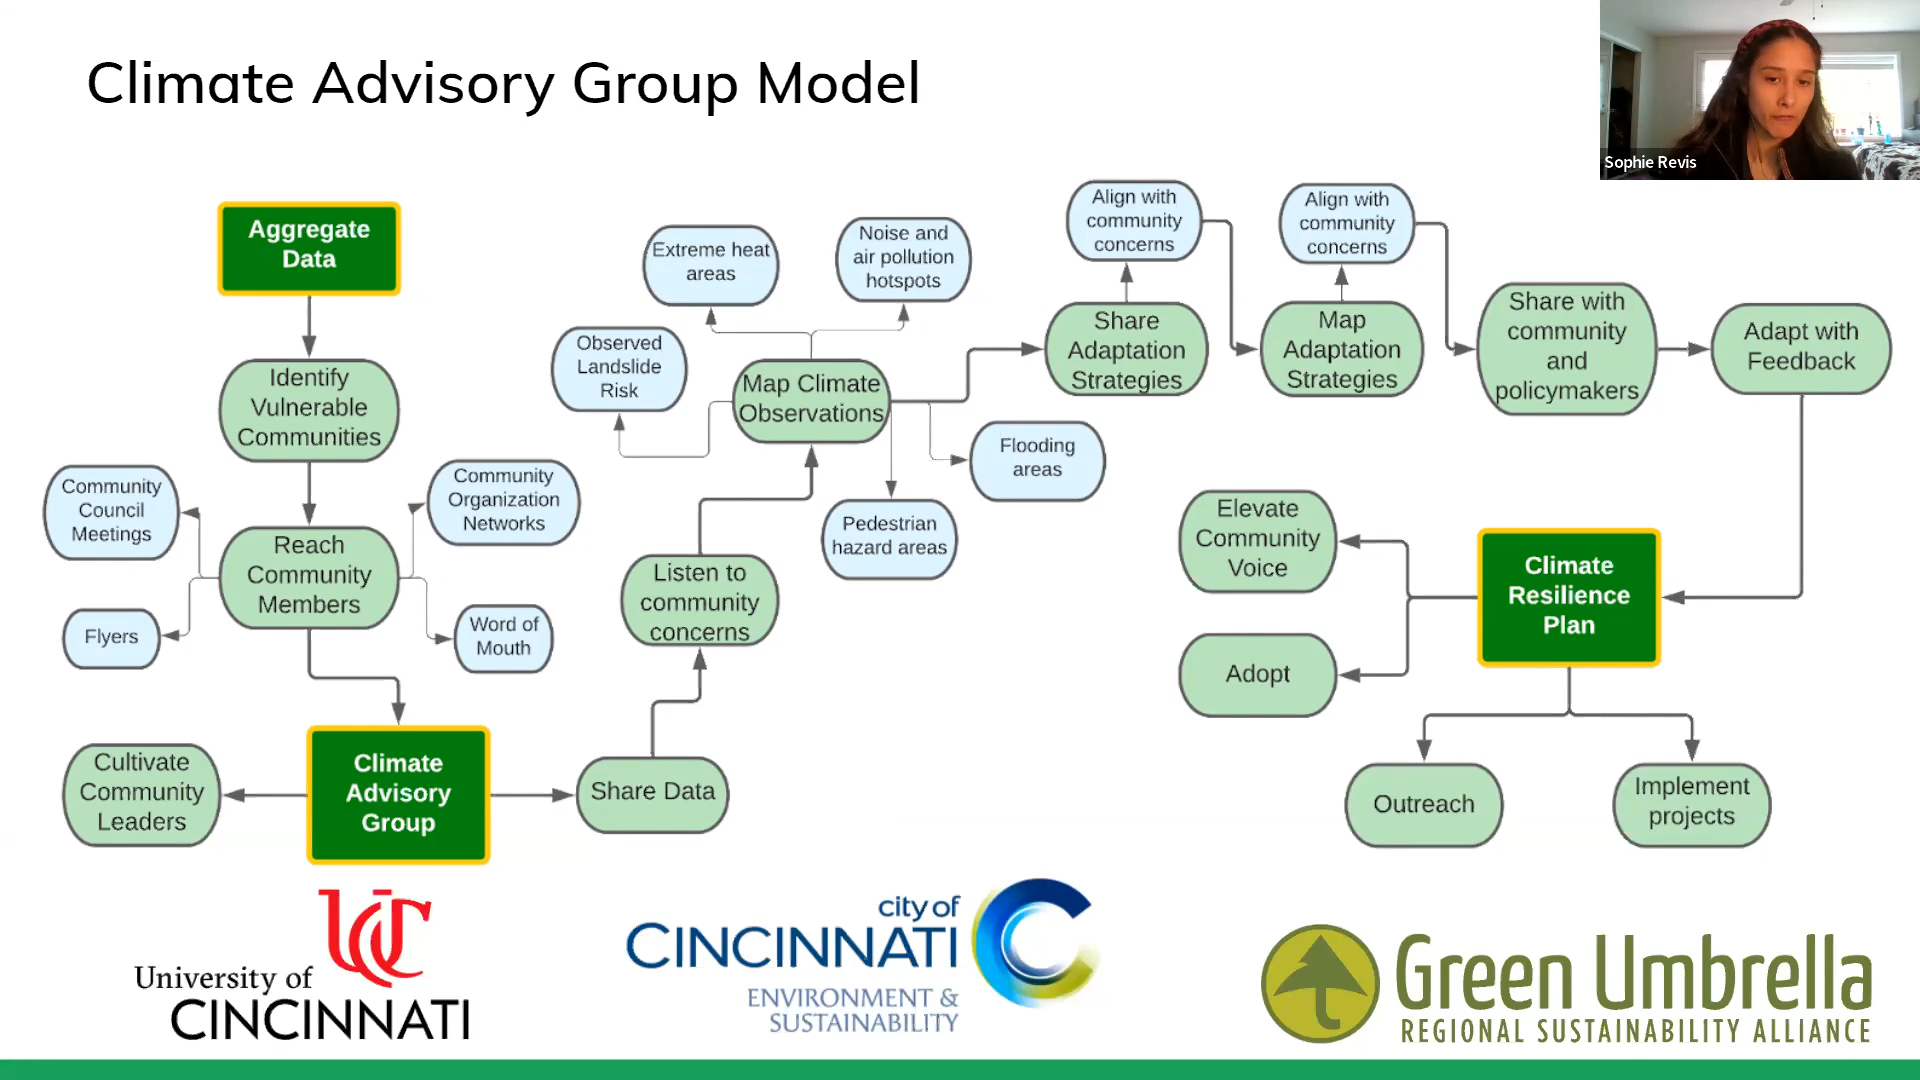 Climate Advisory Group Model
Sophie Revis
Aggregate
Data
Identify
Vulnerable
Communities
Community
Council
Meetings
Community
Organization
Networks
Reach
Community
Members
Flyers
Word of
Mouth
Cultivate
Community
Leaders
Climate
Advisory
Group
Share Data
Listen to
community
concerns
Map Climate
Observations
Observed
Landslide
Risk
Extreme heat
areas
Noise and
air pollution
hotspots
Flooding
areas
Pedestrian
hazard areas
Share
Adaptation
Strategies
Align with
community
concerns
Map
Adaptation
Strategies
Align with
community
concerns
Share with
community
and
policymakers
Adapt with
Feedback
Climate
Resilience
Plan
Elevate
Community
Voice
Adopt
Outreach
Implement
projects
UC
University of
CINCINNATI
city of
CINCINNATI
ENVIRONMENT &
SUSTAINABILITY
Green Umbrella
REGIONAL SUSTAINABILITY ALLIANCE